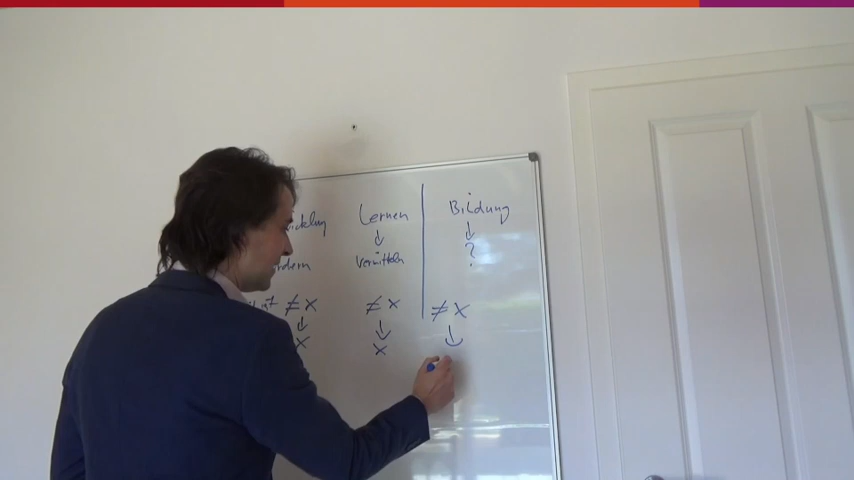 Lernen Bildung
↓ ↓
Vermitteln ?
≠ X ≠ X ≠ X
↓ ↓ ↓
X X